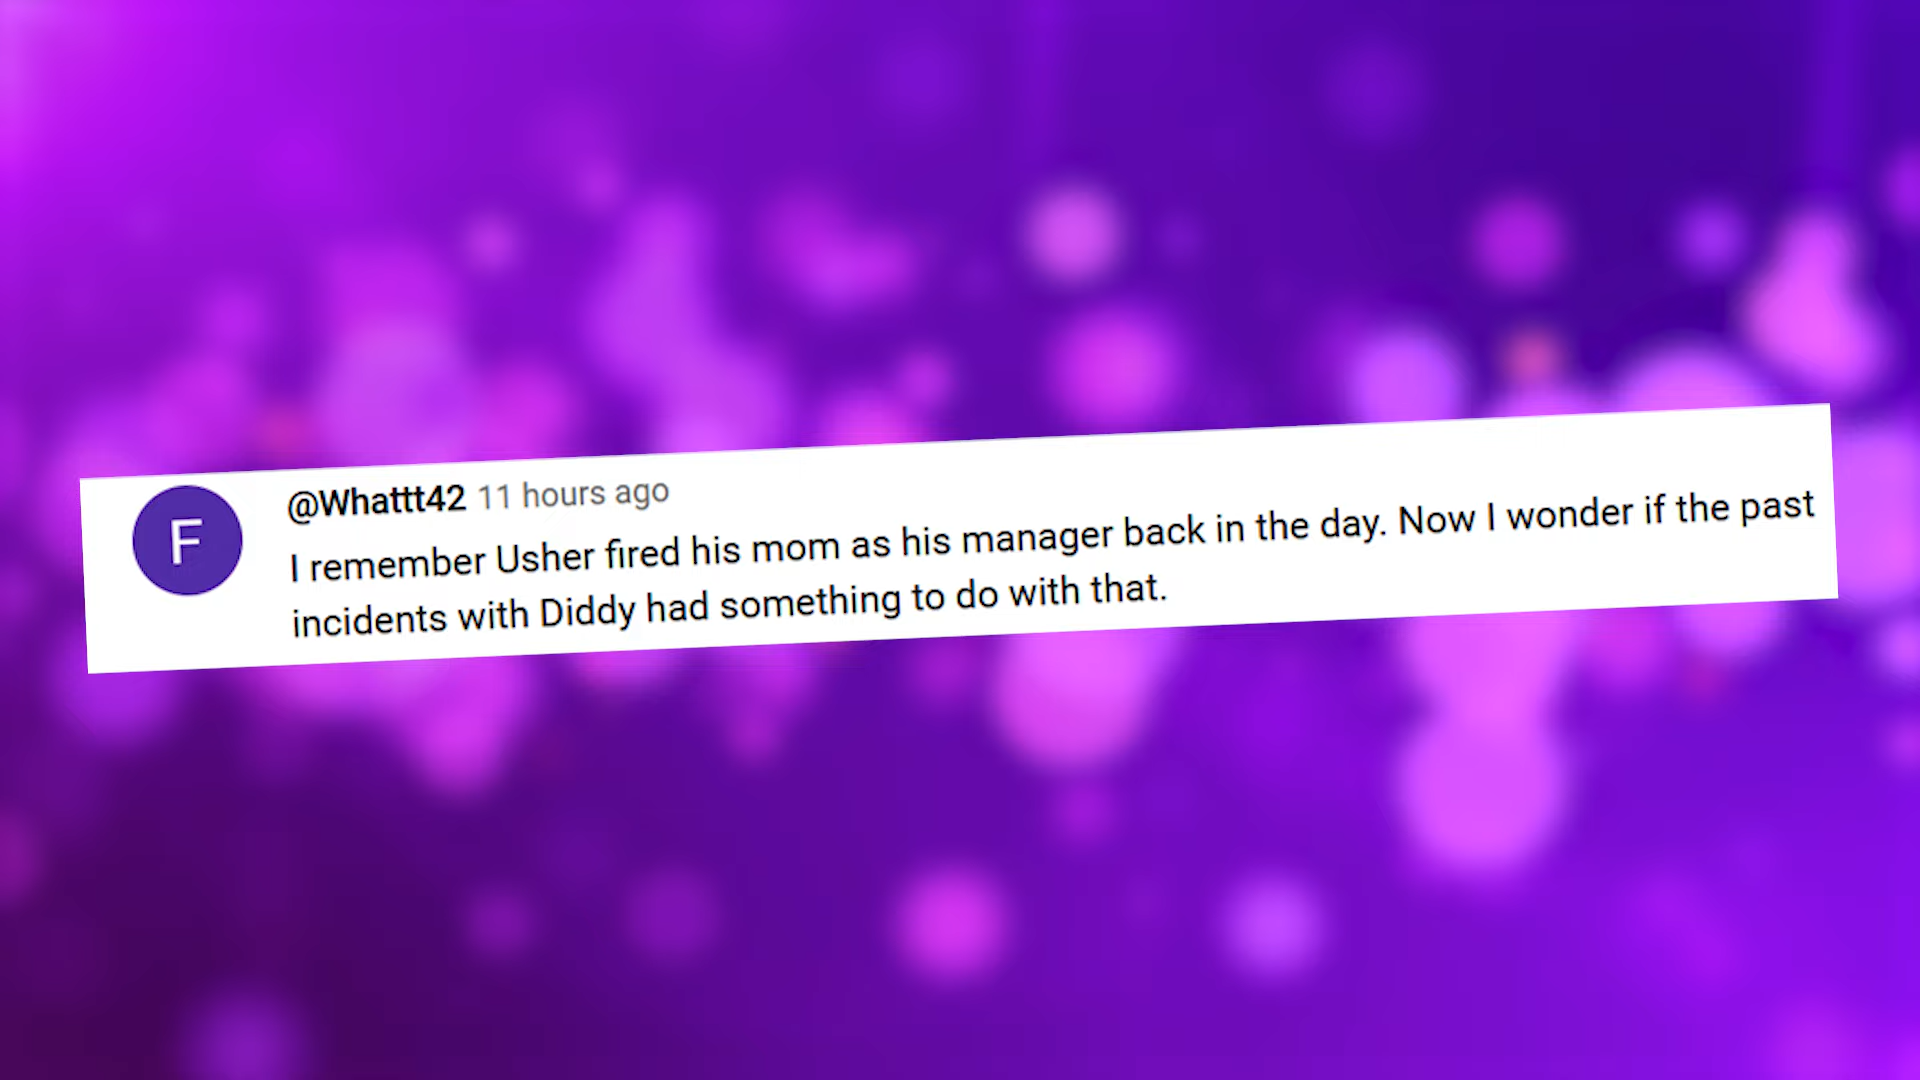 F
@Whattt42 11 hours ago
I remember Usher fired his mom as his manager back in the day. Now I wonder if the past
incidents with Diddy had something to do with that.